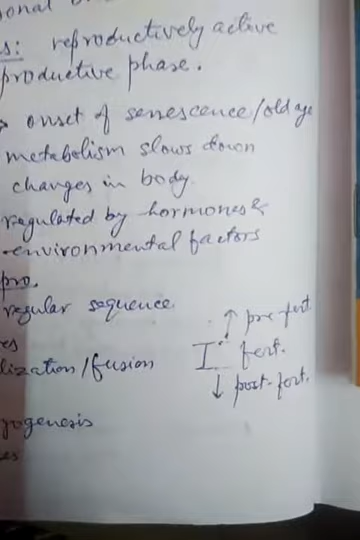 onal
s: reproductively active
productive phase.
onset of senescence/old age
metabolism slows down
changes in body
regulated by hormones &
environmental factors
pro.
regular sequence
↑ pre-fert
es
I fert.
lization/fusion
↓ post-fert.
yogenesis
es